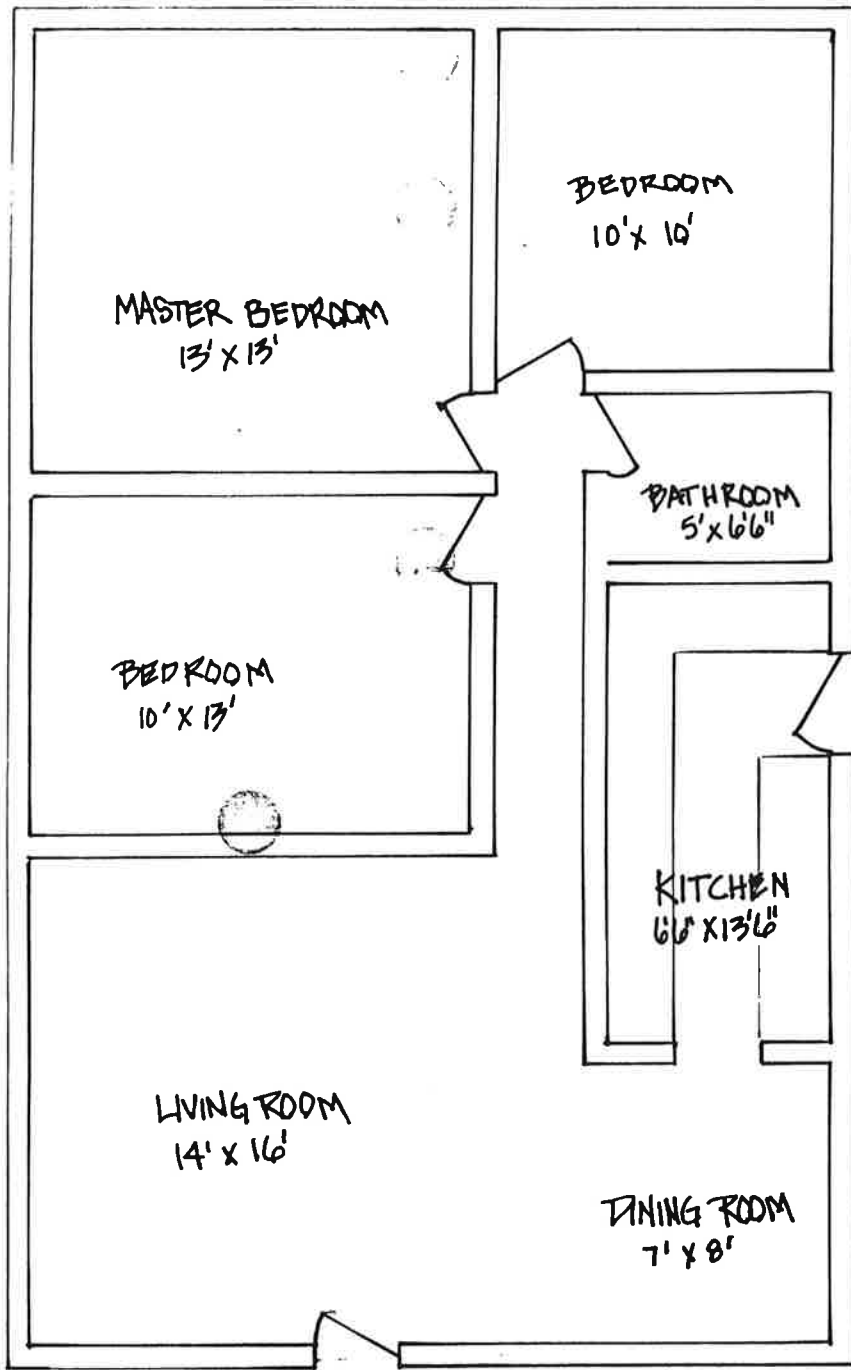 BEDROOM
10' X 10'
MASTER BEDROOM
13' X 13'
BATHROOM
5' X 6'6"
BEDROOM
10' X 13'
KITCHEN
6'6" X 13'6"
LIVING ROOM
14' X 16'
DINING ROOM
7' X 8'